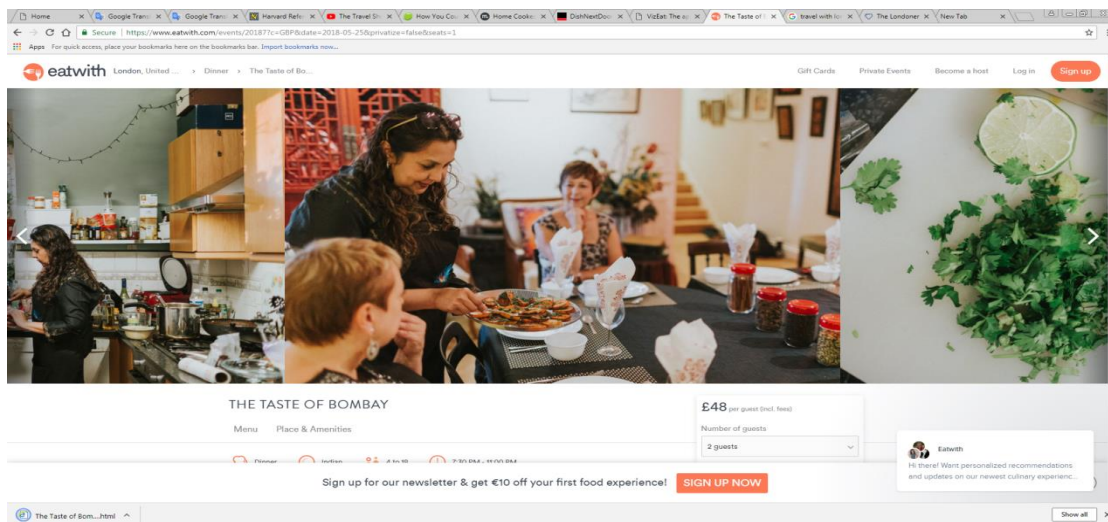 Home
Google Trans
Google Trans
Harvard Refe
The Travel Sh
How You Cou
Home Cooke
DishNextDoo
VizEat: The a
The Taste of
travel with lo
The Londoner
New Tab
Secure | https://www.eatwith.com/events/20187?c=GBP&date=2018-05-25&privatize=false&seats=1
Apps For quick access, place your bookmarks here on the bookmarks bar. Import bookmarks now...
eatwith London, United ... > Dinner > The Taste of Bo... Gift Cards Private Events Become a host Log in Sign up
THE TASTE OF BOMBAY
Menu Place & Amenities
Dinner Indian 4 to 18 7:30 PM - 11:00 PM
£48 per guest (incl. fees)
Number of guests
2 guests
Eatwith
Hi there! Want personalized recommendations
and updates on our newest culinary experienc...
Sign up for our newsletter & get €10 off your first food experience! SIGN UP NOW
The Taste of Bom....html
Show all